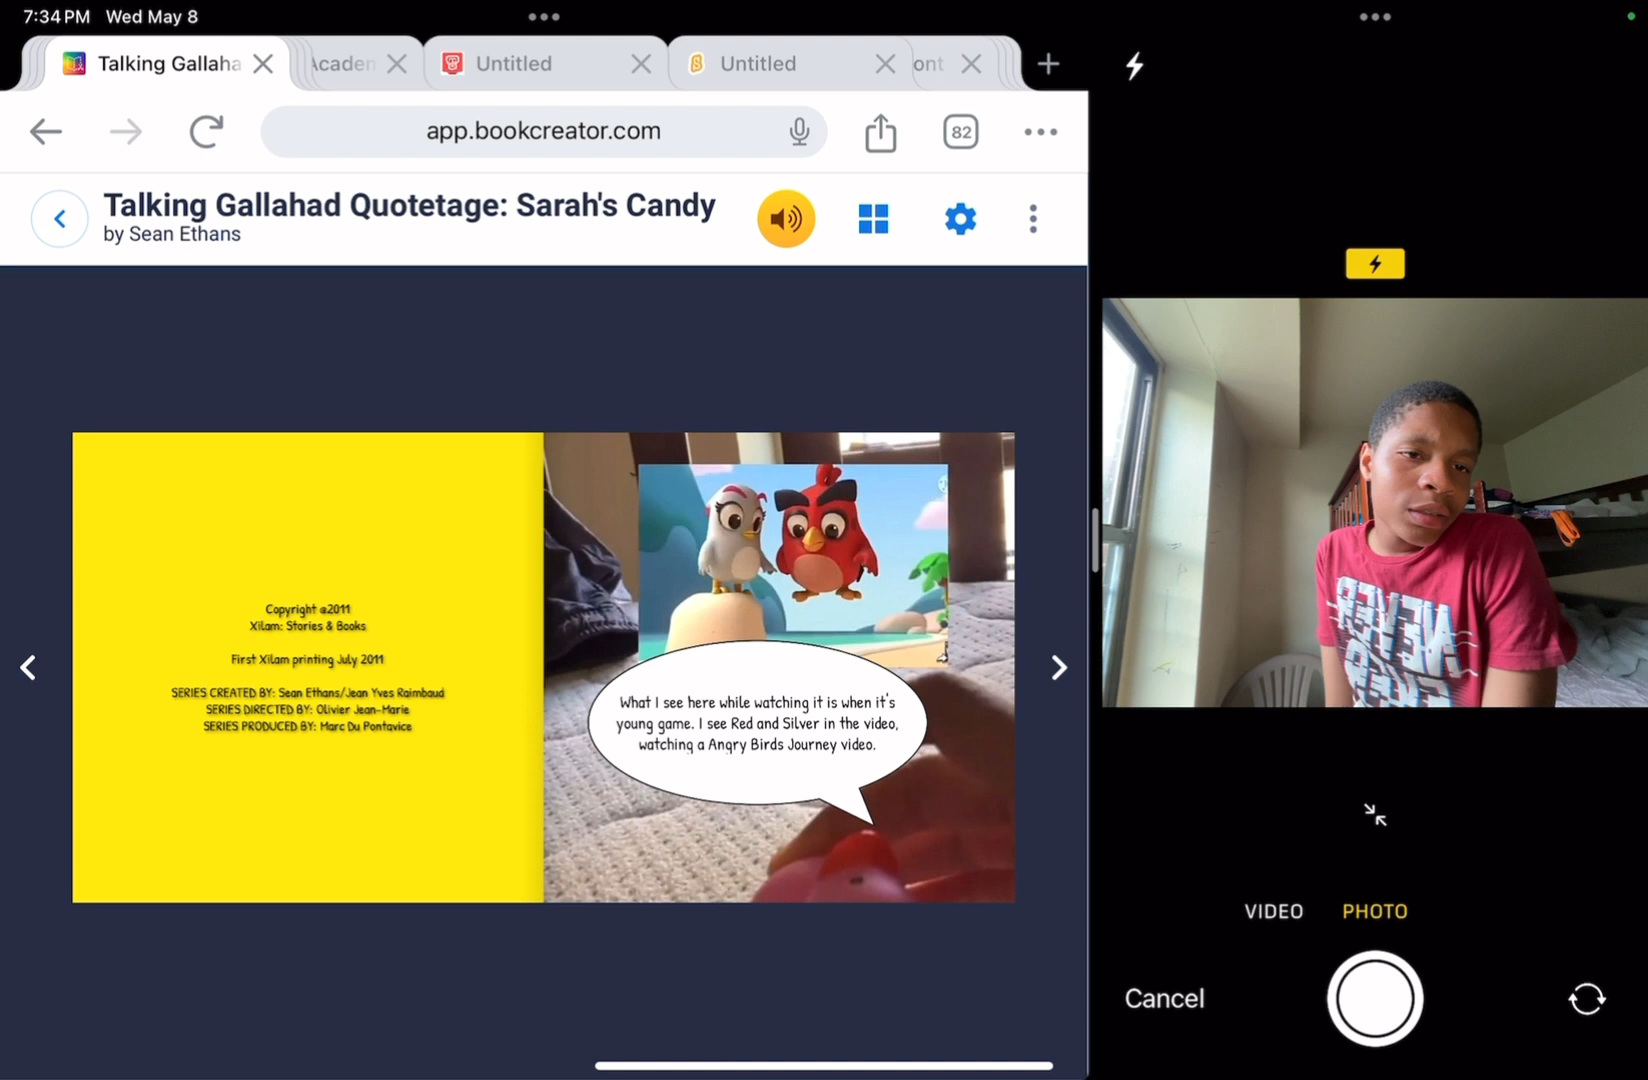 7:34 PM Wed May 8
Talking Gallaha
Academ
Untitled
Untitled
ont
app.bookcreator.com
82
Talking Gallahad Quotetage: Sarah's Candy
by Sean Ethans
Copyright @2011
Xilam: Stories & Books
First Xilam printing July 2011
SERIES CREATED BY: Sean Ethans/Jean Yves Raimbaud
SERIES DIRECTED BY: Olivier Jean-Marie
SERIES PRODUCED BY: Marc Du Pontavice
What I see here while watching it is when it's
young game. I see Red and Silver in the video,
watching a Angry Birds Journey video.
VIDEO PHOTO
Cancel